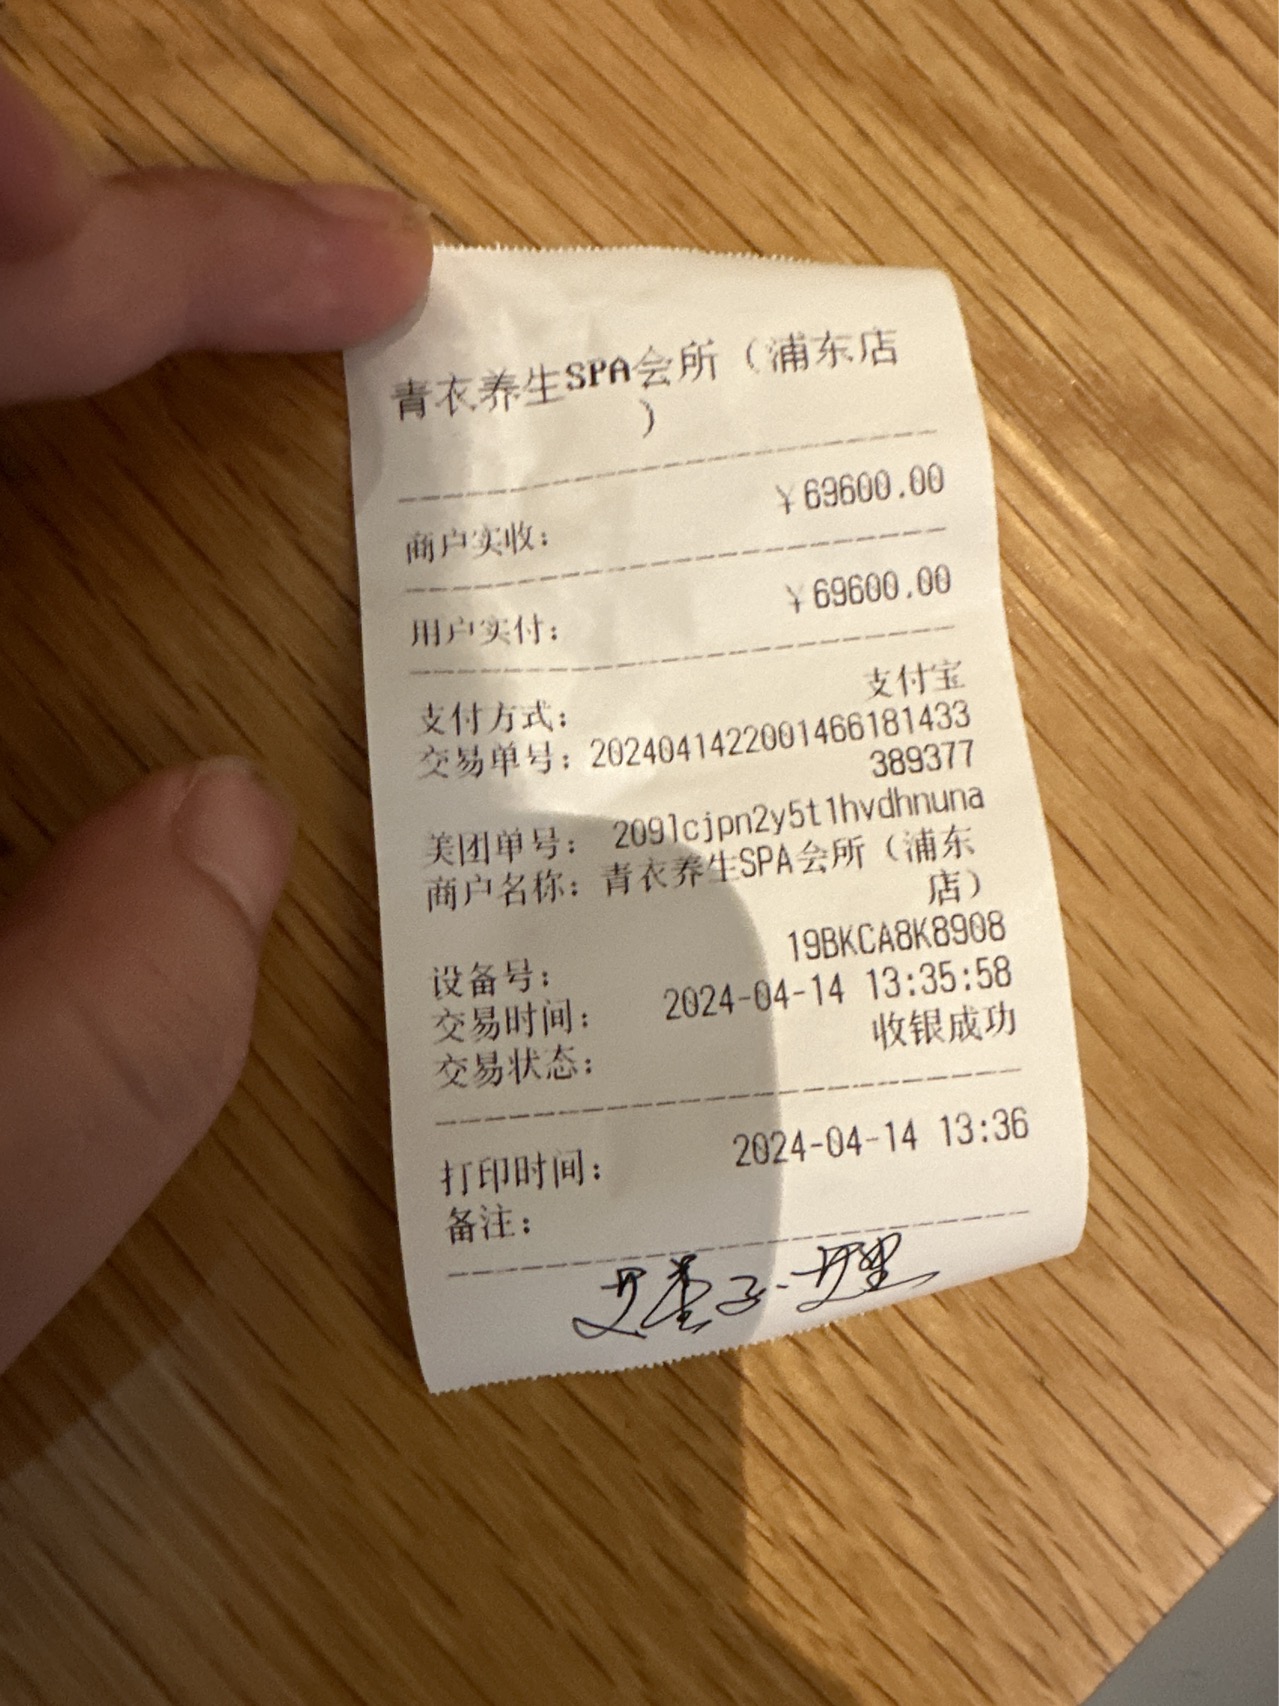 青衣养生SPA会所（浦东店
）
¥69600.00
商户实收：
¥69600.00
用户实付：
支付方式：支付宝
交易单号：2024041422001466181433
389377
美团单号：2091cjpn2y5t1hvdhnuna
商户名称：青衣养生SPA会所（浦东
店）
设备号：19BKCA8K8908
交易时间：2024-04-14 13:35:58
交易状态：收银成功
打印时间：2024-04-14 13:36
备注：